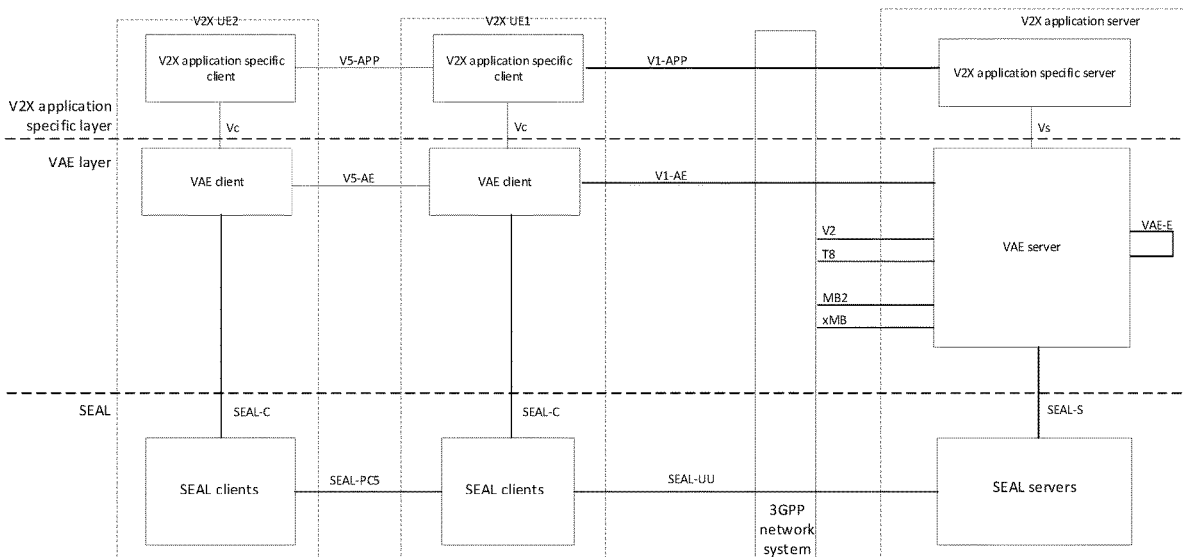 V2X UE2
V2X UE1
V2X application server
V2X application specific
client
V5-APP
V2X application specific
client
V1-APP
V2X application specific server
V2X application
specific layer
Vc
Vc
Vs
VAE layer
VAE client
V5-AE
VAE client
V1-AE
V2
T8
MB2
xMB
VAE server
VAE-E
SEAL
SEAL-C
SEAL-C
SEAL-S
SEAL clients
SEAL-PC5
SEAL clients
SEAL-UU
SEAL servers
3GPP
network
system